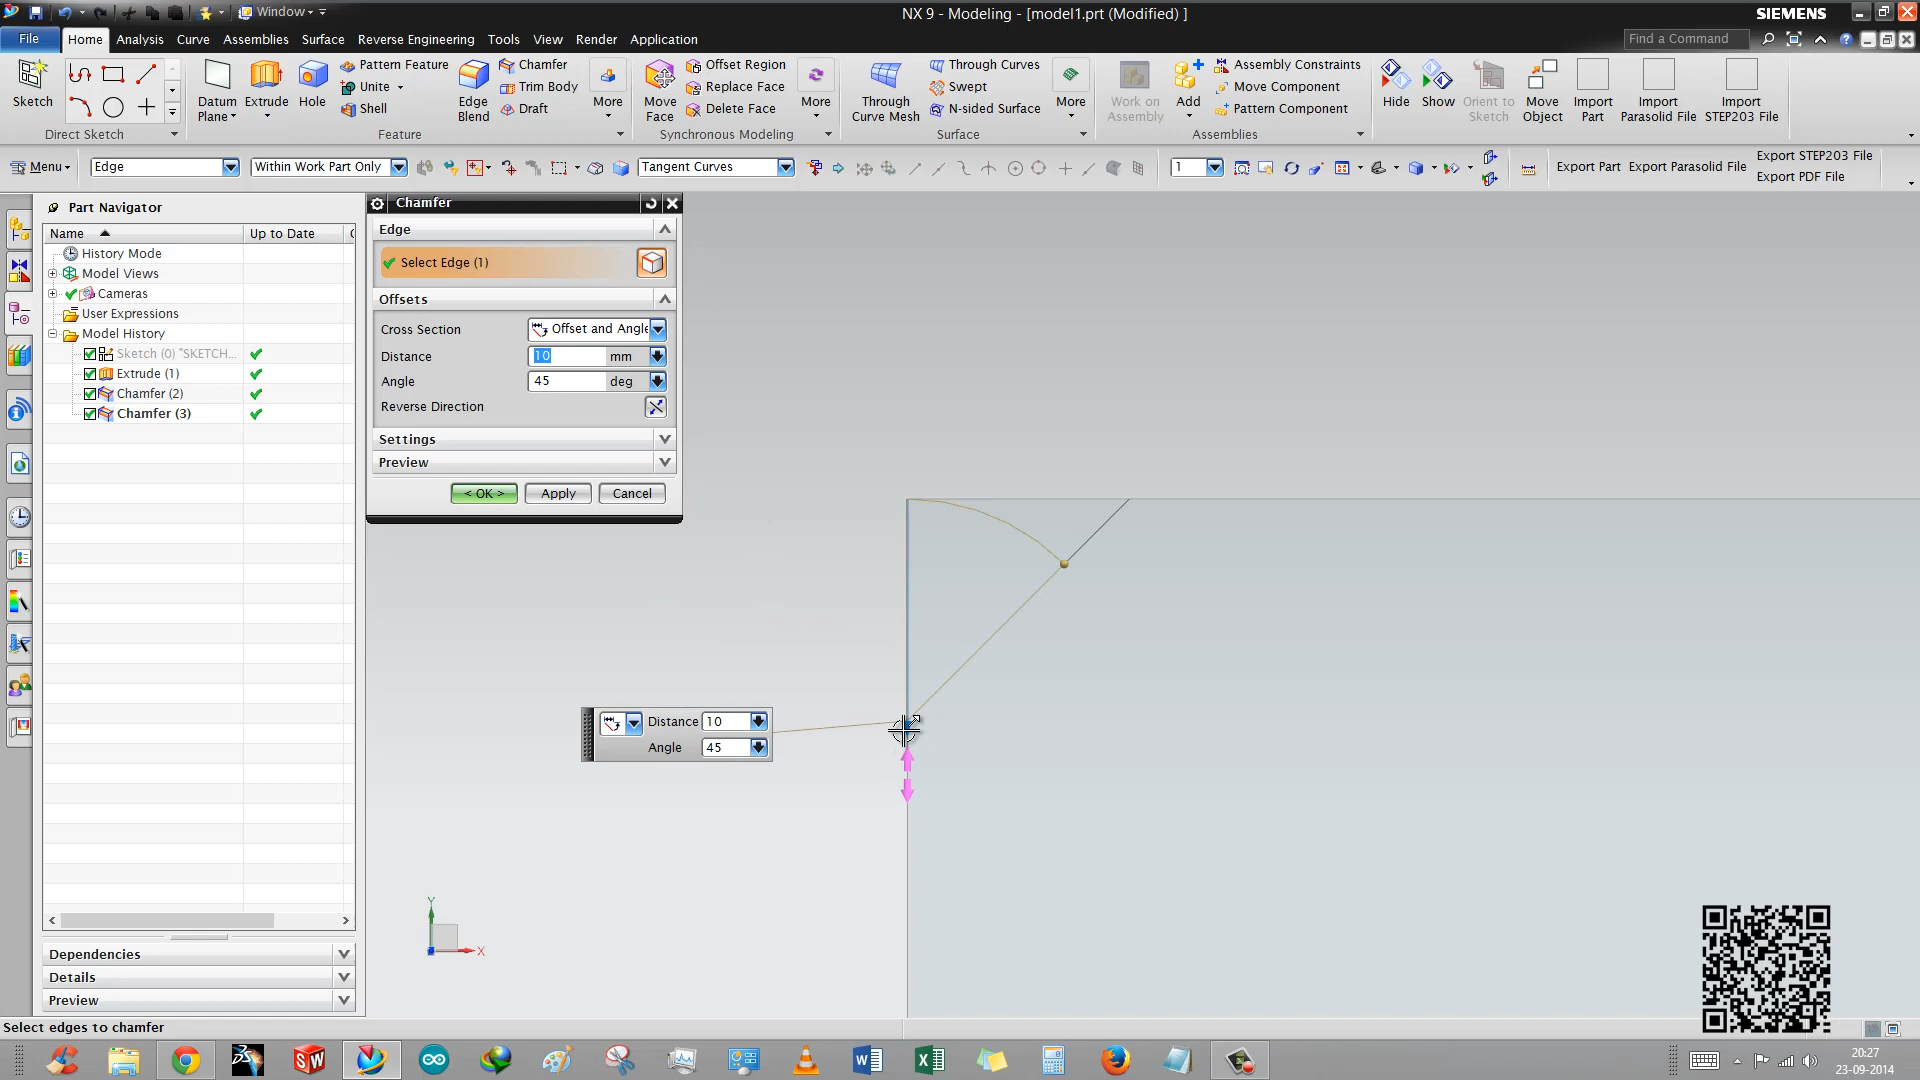 Window
NX 9 - Modeling - [model1.prt (Modified) ]
SIEMENS
File Home Analysis Curve Assemblies Surface Reverse Engineering Tools View Render Application
Find a Command
Sketch
Direct Sketch
Datum Plane
Extrude
Hole
Pattern Feature
Unite
Shell
Edge Blend
Chamfer
Trim Body
Draft
More
Feature
Move Face
Offset Region
Replace Face
Delete Face
More
Synchronous Modeling
Through Curve Mesh
Through Curves
Swept
N-sided Surface
More
Surface
Work on Assembly
Add
Assembly Constraints
Move Component
Pattern Component
Assemblies
Hide
Show
Orient to Sketch
Move Object
Import Part
Import Parasolid File
Import STEP203 File
Menu
Edge
Within Work Part Only
Tangent Curves
1
Export Part Export Parasolid File
Export STEP203 File
Export PDF File
Part Navigator
Name Up to Date C
History Mode
Model Views
Cameras
User Expressions
Model History
Sketch (0) "SKETCH...
Extrude (1)
Chamfer (2)
Chamfer (3)
Dependencies
Details
Preview
Chamfer
Edge
Select Edge (1)
Offsets
Cross Section Offset and Angle
Distance 10 mm
Angle 45 deg
Reverse Direction
Settings
Preview
< OK > Apply Cancel
Distance 10
Angle 45
Y
X
Select edges to chamfer
20:27
23-09-2014